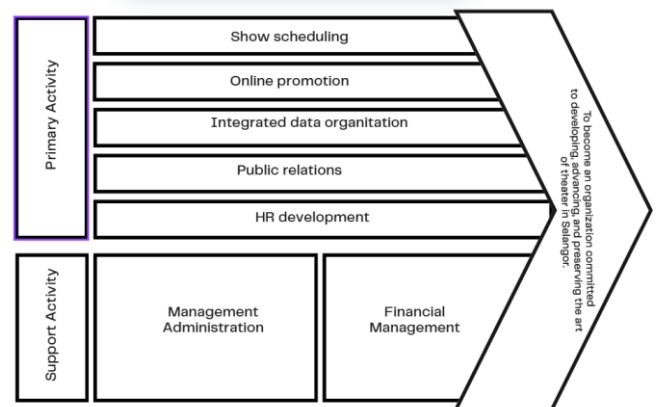 Primary Activity
Show scheduling
Online promotion
Integrated data organitation
Public relations
HR development
Support Activity
Management
Administration
Financial
Management
To become an organization committed
to developing, advancing, and preserving the art
of theater in Selangor.